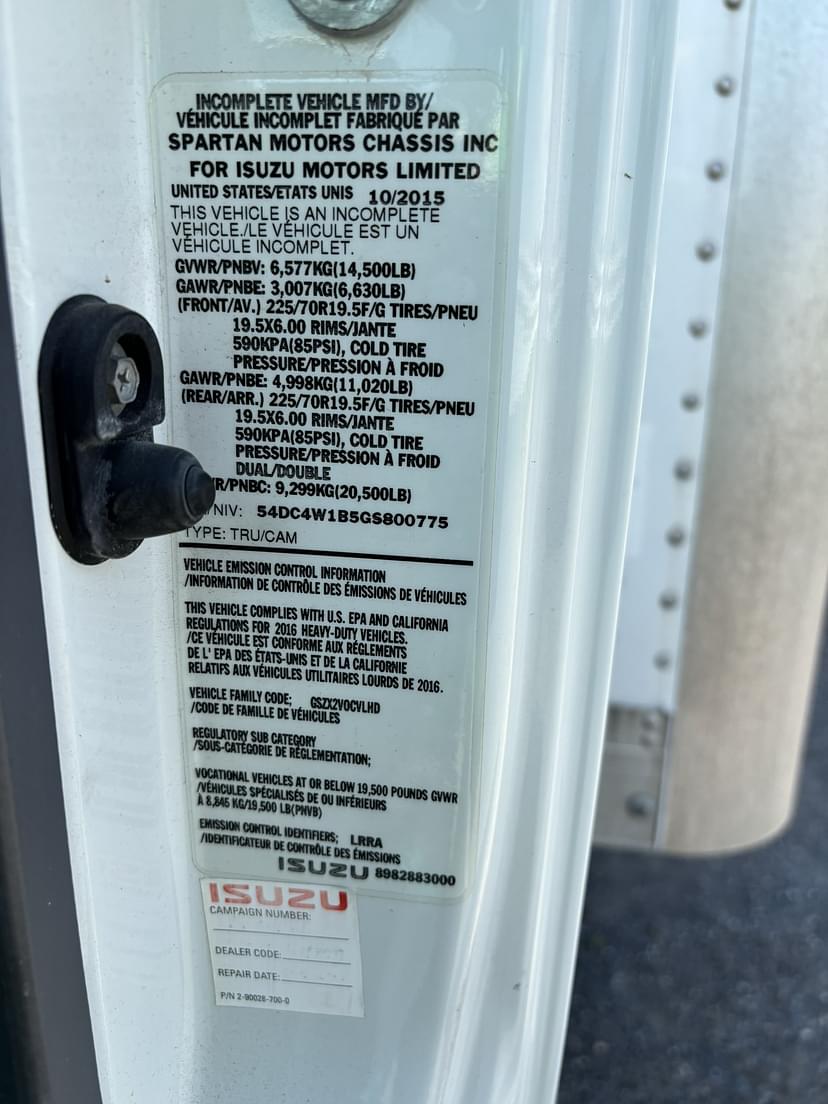 INCOMPLETE VEHICLE MFD BY/
VÉHICULE INCOMPLET FABRIQUÉ PAR
SPARTAN MOTORS CHASSIS INC
FOR ISUZU MOTORS LIMITED
UNITED STATES/ETATS UNIS 10/2015
THIS VEHICLE IS AN INCOMPLETE
VEHICLE./LE VÉHICULE EST UN
VÉHICULE INCOMPLET.
GVWR/PNBV: 6,577KG(14,500LB)
GAWR/PNBE: 3,007KG(6,630LB)
(FRONT/AV.) 225/70R19.5F/G TIRES/PNEU
19.5X6.00 RIMS/JANTE
590KPA(85PSI), COLD TIRE
PRESSURE/PRESSION À FROID
GAWR/PNBE: 4,998KG(11,020LB)
(REAR/ARR.) 225/70R19.5F/G TIRES/PNEU
19.5X6.00 RIMS/JANTE
590KPA(85PSI), COLD TIRE
PRESSURE/PRESSION À FROID
DUAL/DOUBLE
R/PNBC: 9,299KG(20,500LB)
/NIV: 54DC4W1B5GS800775
TYPE: TRU/CAM
VEHICLE EMISSION CONTROL INFORMATION
/INFORMATION DE CONTRÔLE DES ÉMISSIONS DE VÉHICULES
THIS VEHICLE COMPLIES WITH U.S. EPA AND CALIFORNIA
REGULATIONS FOR 2016 HEAVY-DUTY VEHICLES.
/CE VÉHICULE EST CONFORME AUX RÉGLEMENTS
DE L' EPA DES ÉTATS-UNIS ET DE LA CALIFORNIE
RELATIFS AUX VÉHICULES UTILITAIRES LOURDS DE 2016.
VEHICLE FAMILY CODE; GSZX2VOCVLHD
/CODE DE FAMILLE DE VÉHICULES
REGULATORY SUB CATEGORY
/SOUS-CATÉGORIE DE RÉGLEMENTATION;
VOCATIONAL VEHICLES AT OR BELOW 19,500 POUNDS GVWR
/VÉHICULES SPÉCIALISÉS DE OU INFÉRIEURS
À 8,845 KG/19,500 LB(PNVB)
EMISSION CONTROL IDENTIFIERS; LRRA
/IDENTIFICATEUR DE CONTRÔLE DES ÉMISSIONS
ISUZU 8982883000
ISUZU
CAMPAIGN NUMBER:
DEALER CODE:
REPAIR DATE:
P/N 2-90028-700-0